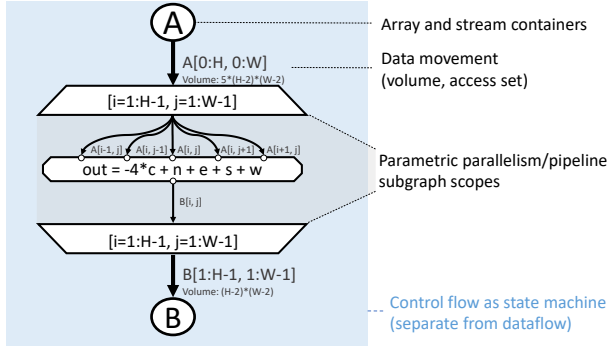 A
Array and stream containers
A[0:H, 0:W]
Volume: 5*(H-2)*(W-2)
Data movement
(volume, access set)
[i=1:H-1, j=1:W-1]
A[i-1, j] A[i, j-1] A[i, j] A[i, j+1] A[i+1, j]
out = -4*c + n + e + s + w
Parametric parallelism/pipeline
subgraph scopes
B[i, j]
[i=1:H-1, j=1:W-1]
B[1:H-1, 1:W-1]
Volume: (H-2)*(W-2)
B
Control flow as state machine
(separate from dataflow)